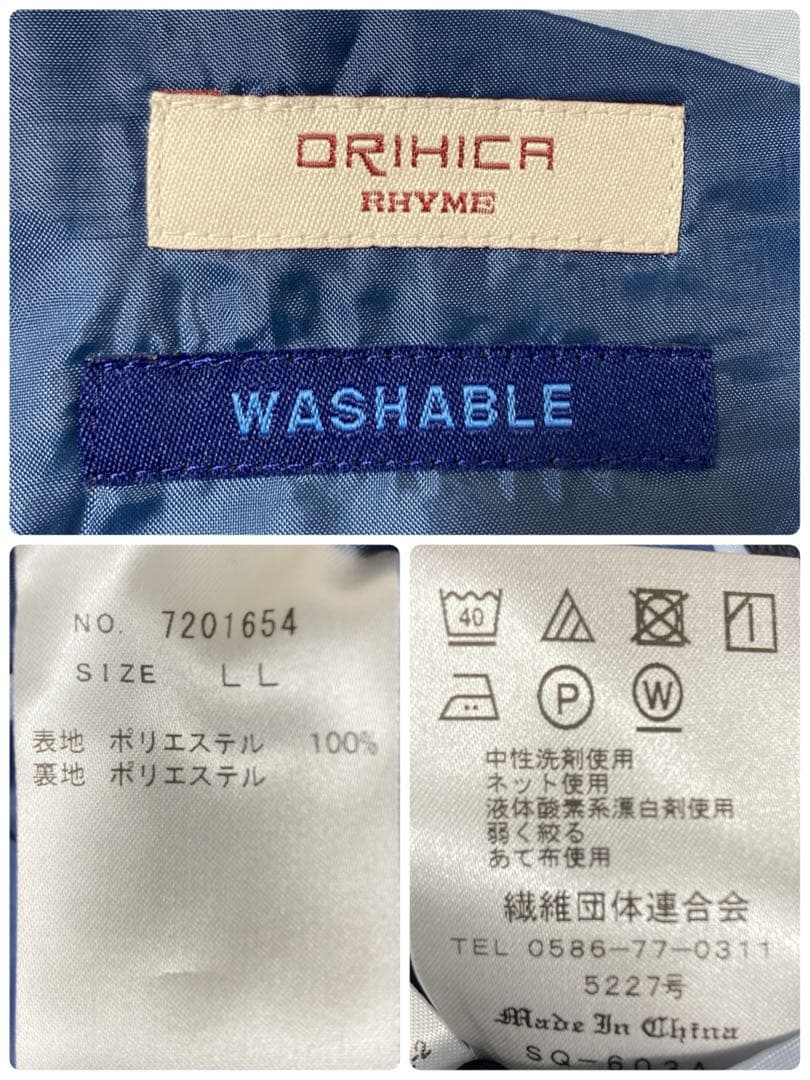 ORIHICA
RHYME
WASHABLE
NO. 7201654
SIZE LL
表地 ポリエステル 100%
裏地 ポリエステル
40
P
W
中性洗剤使用
ネット使用
液体酸素系漂白剤使用
弱く絞る
あて布使用
繊維団体連合会
TEL 0586-77-0311
5227号
Made In China